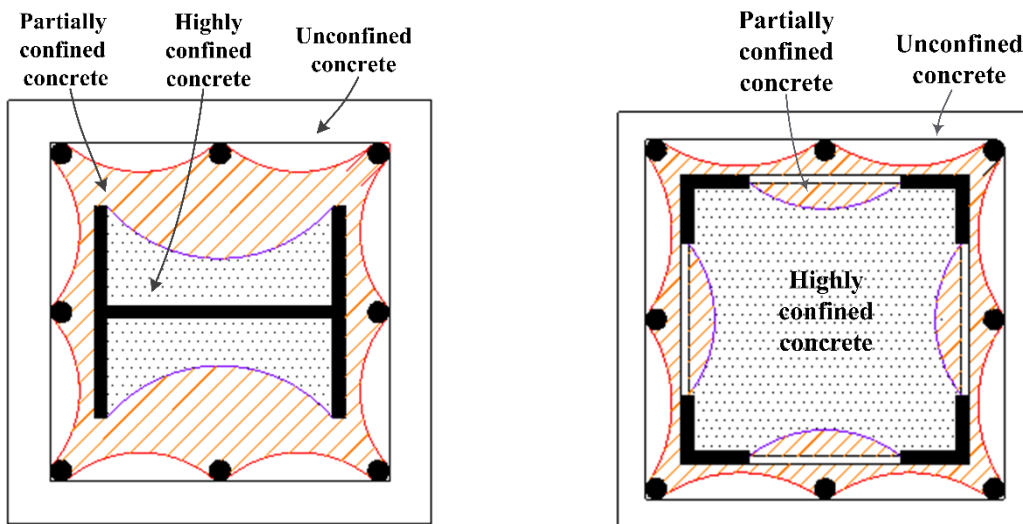 Partially
confined
concrete
Highly
confined
concrete
Unconfined
concrete
Partially
confined
concrete
Unconfined
concrete
Highly
confined
concrete